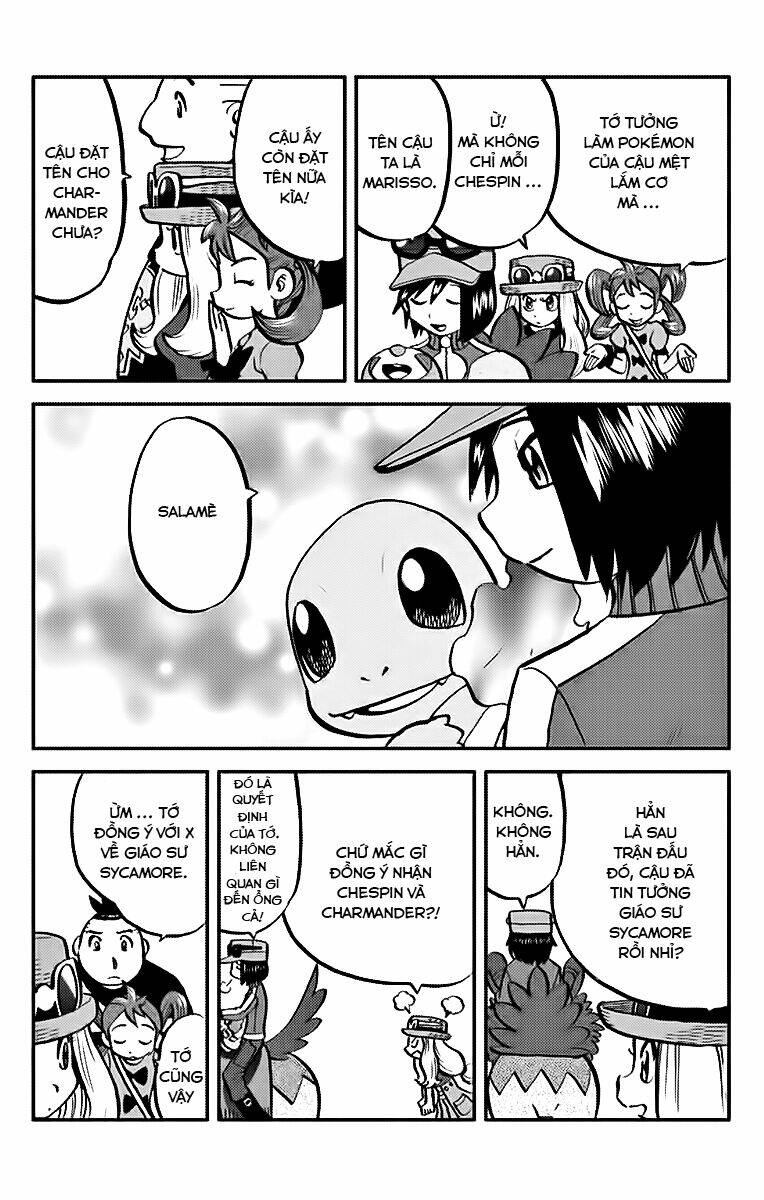 TỚ TƯỞNG
LÀM POKÉMON
CỦA CẬU MỆT
LẮM CƠ
MÀ ...
Ừ!
MÀ KHÔNG
CHỈ MỖI
CHESPIN ...
TÊN CẬU
TA LÀ
MARISSO.
CẬU ẤY
CÒN ĐẶT
TÊN NỮA
KÌA!
CẬU ĐẶT
TÊN CHO
CHAR-
MANDER
CHƯA?
SALAMÈ
HẲN
LÀ SAU
TRẬN ĐẤU
ĐÓ, CẬU ĐÃ
TIN TƯỞNG
GIÁO SƯ
SYCAMORE
RỒI NHỈ?
KHÔNG.
KHÔNG
HẲN.
CHỨ MẮC GÌ
ĐỒNG Ý NHẬN
CHESPIN VÀ
CHARMANDER?!
ĐÓ LÀ
QUYẾT
ĐỊNH
CỦA TỚ.
KHÔNG
LIÊN
QUAN GÌ
ĐẾN ỔNG
CẢ!
ỪM ... TỚ
ĐỒNG Ý VỚI X
VỀ GIÁO SƯ
SYCAMORE.
TỚ
CŨNG
VẬY